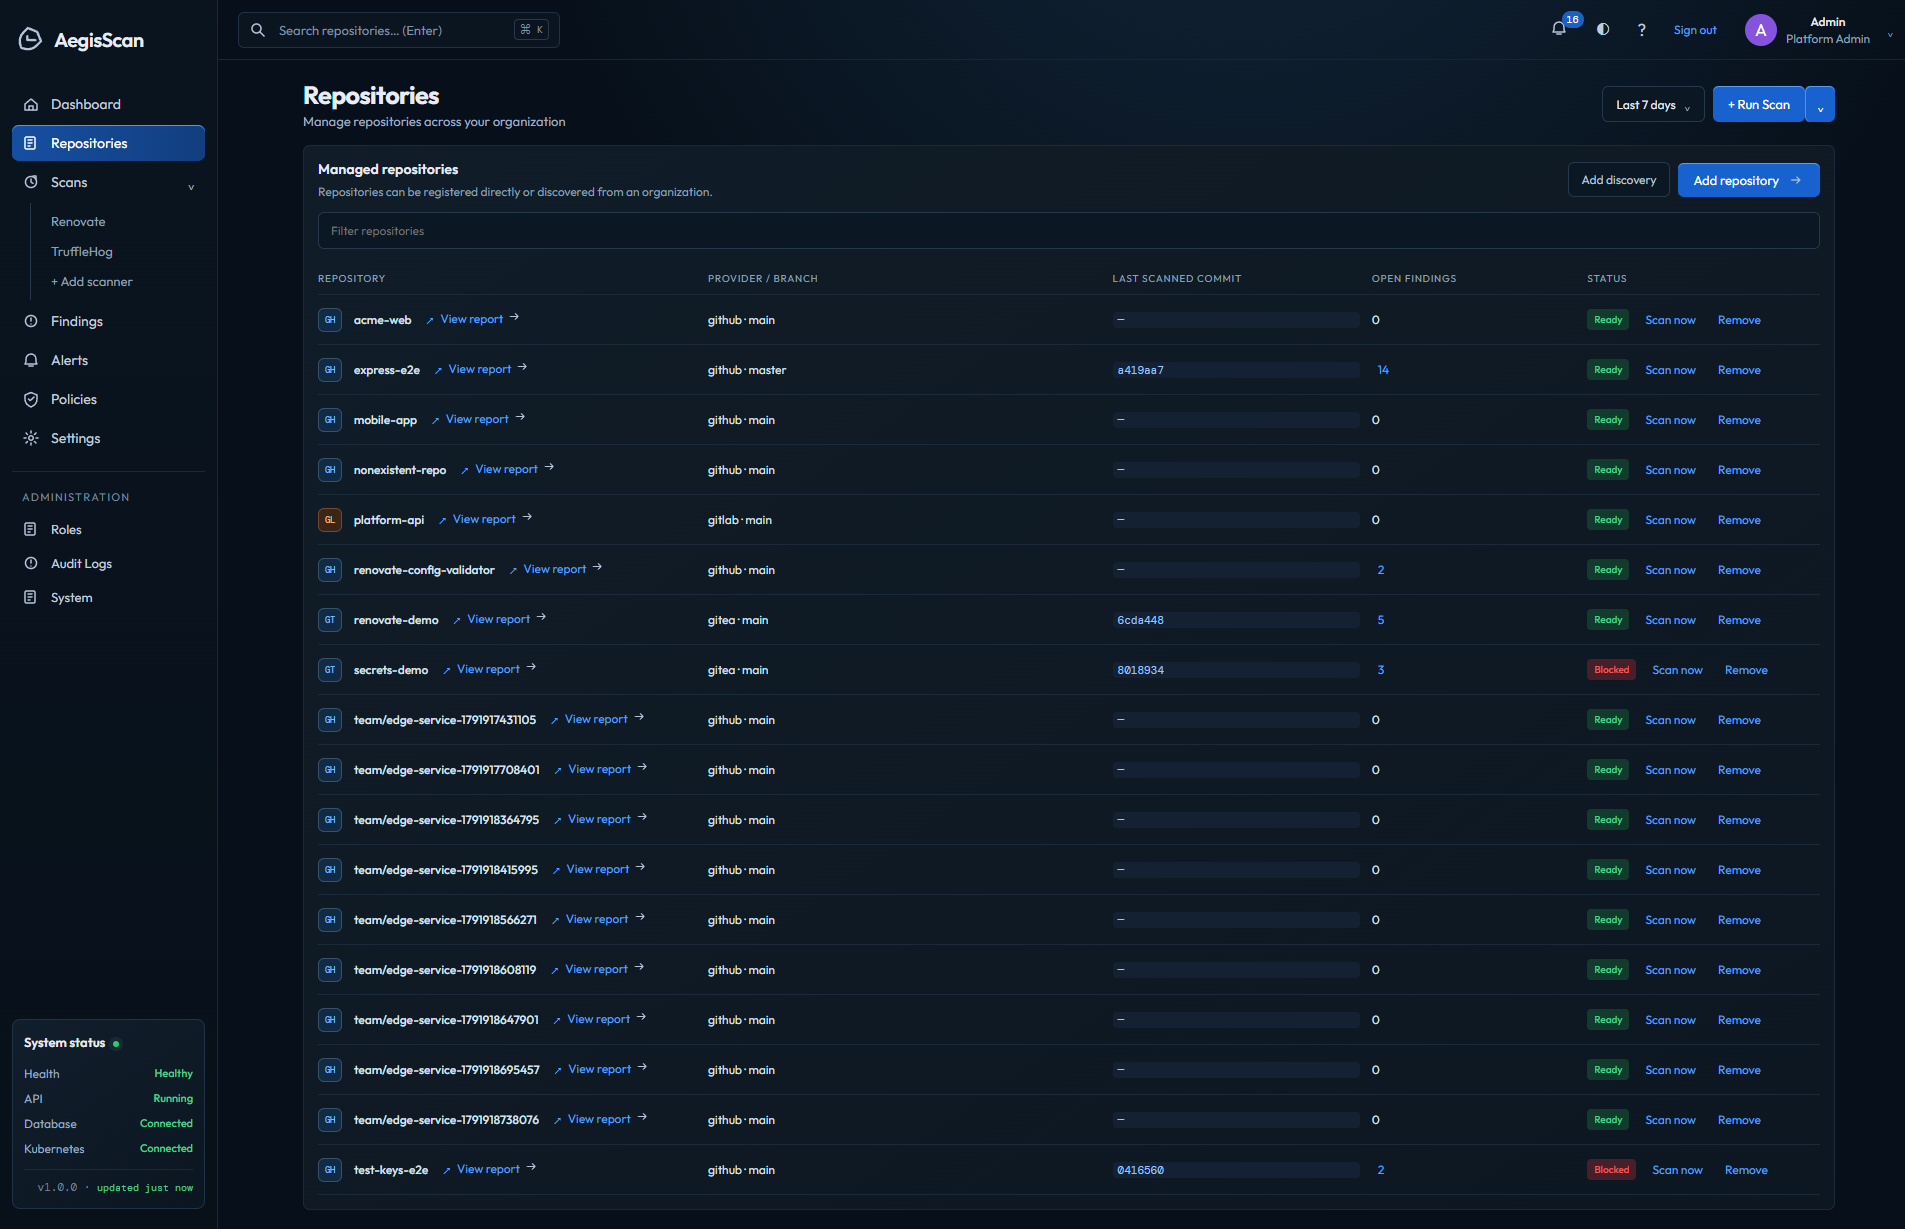 AegisScan
Search repositories... (Enter)
⌘ K
16
?
Sign out
A
Admin
Platform Admin
Dashboard
Repositories
Scans
Renovate
TruffleHog
+ Add scanner
Findings
Alerts
Policies
Settings
ADMINISTRATION
Roles
Audit Logs
System
System status
Health Healthy
API Running
Database Connected
Kubernetes Connected
v1.0.0 · updated just now
Repositories
Manage repositories across your organization
Last 7 days
+ Run Scan
Managed repositories
Repositories can be registered directly or discovered from an organization.
Add discovery
Add repository →
Filter repositories
REPOSITORY PROVIDER / BRANCH LAST SCANNED COMMIT OPEN FINDINGS STATUS
GH acme-web ↗ View report → github · main — 0 Ready Scan now Remove
GH express-e2e ↗ View report → github · master a419aa7 14 Ready Scan now Remove
GH mobile-app ↗ View report → github · main — 0 Ready Scan now Remove
GH nonexistent-repo ↗ View report → github · main — 0 Ready Scan now Remove
GL platform-api ↗ View report → gitlab · main — 0 Ready Scan now Remove
GH renovate-config-validator ↗ View report → github · main — 2 Ready Scan now Remove
GT renovate-demo ↗ View report → gitea · main 6cda448 5 Ready Scan now Remove
GT secrets-demo ↗ View report → gitea · main 8018934 3 Blocked Scan now Remove
GH team/edge-service-1791917431105 ↗ View report → github · main — 0 Ready Scan now Remove
GH team/edge-service-1791917708401 ↗ View report → github · main — 0 Ready Scan now Remove
GH team/edge-service-1791918364795 ↗ View report → github · main — 0 Ready Scan now Remove
GH team/edge-service-1791918415995 ↗ View report → github · main — 0 Ready Scan now Remove
GH team/edge-service-1791918566271 ↗ View report → github · main — 0 Ready Scan now Remove
GH team/edge-service-1791918608119 ↗ View report → github · main — 0 Ready Scan now Remove
GH team/edge-service-1791918647901 ↗ View report → github · main — 0 Ready Scan now Remove
GH team/edge-service-1791918695457 ↗ View report → github · main — 0 Ready Scan now Remove
GH team/edge-service-1791918738076 ↗ View report → github · main — 0 Ready Scan now Remove
GH test-keys-e2e ↗ View report → github · main 0416560 2 Blocked Scan now Remove